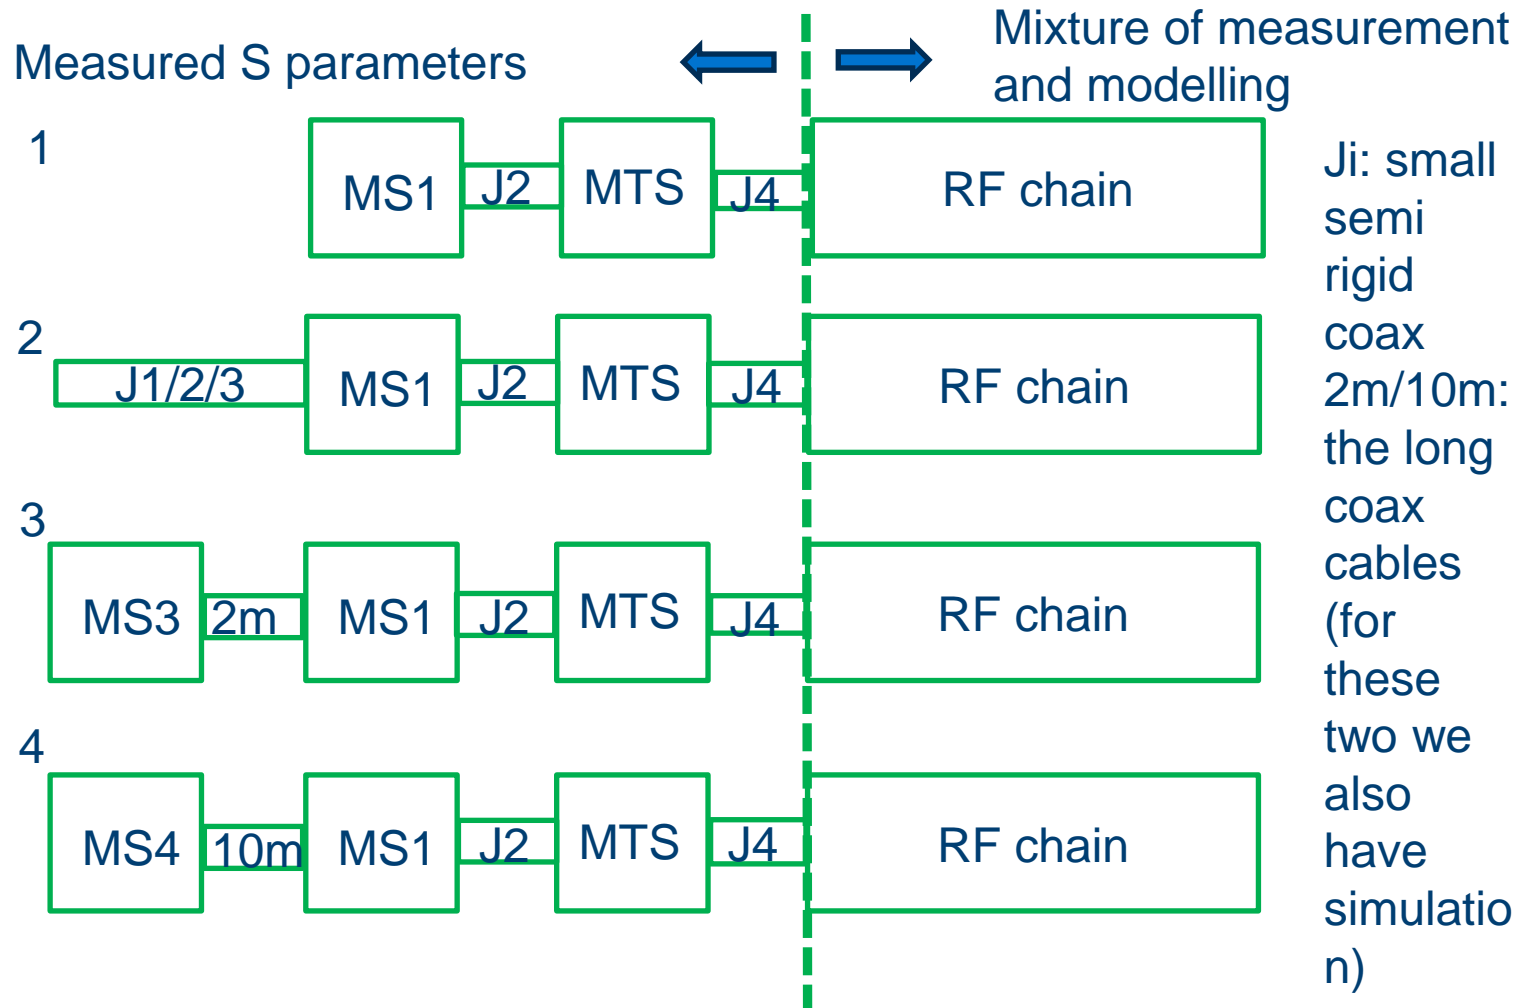 Measured S parameters
Mixture of measurement
and modelling
1
MS1
J2
MTS
J4
RF chain
2
J1/2/3
MS1
J2
MTS
J4
RF chain
3
MS3
2m
MS1
J2
MTS
J4
RF chain
4
MS4
10m
MS1
J2
MTS
J4
RF chain
Ji: small
semi
rigid
coax
2m/10m:
the long
coax
cables
(for
these
two we
also
have
simulatio
n)